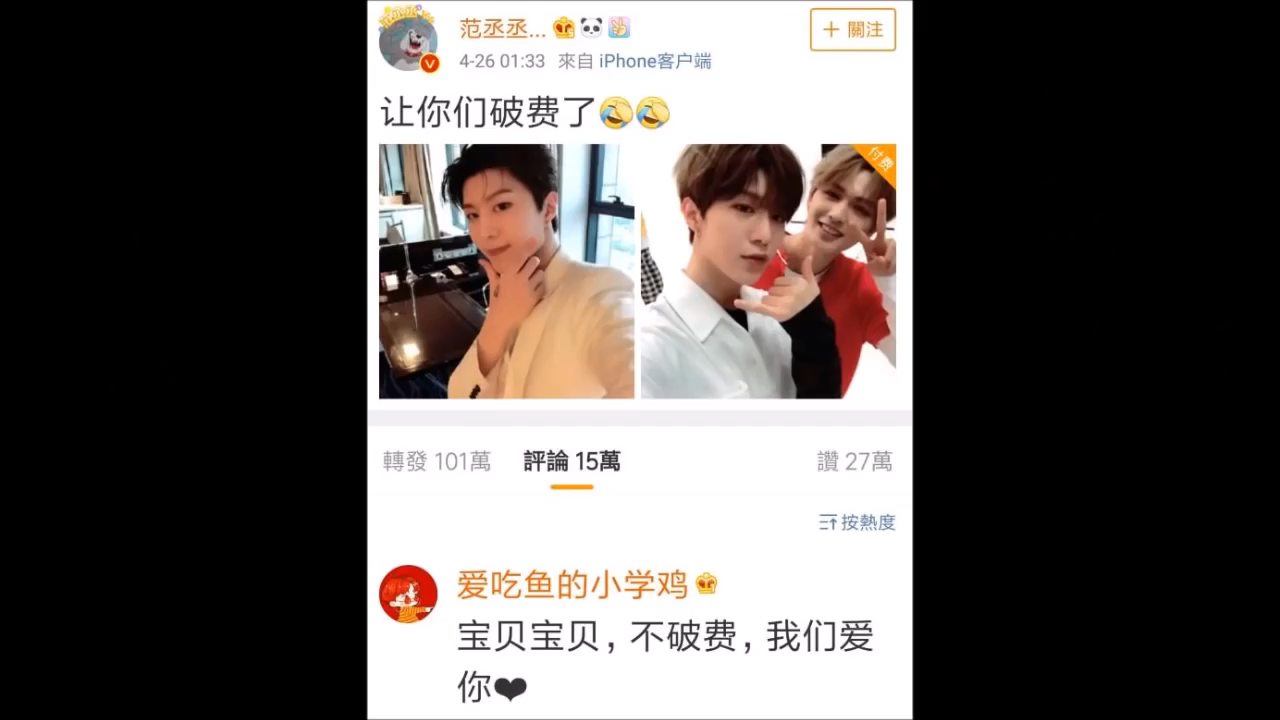 范丞丞...
+ 關注
4-26 01:33 來自 iPhone客户端
让你们破费了
付费
轉發 101萬
評論 15萬
讚 27萬
按熱度
爱吃鱼的小学鸡
宝贝宝贝，不破费，我们爱
你❤